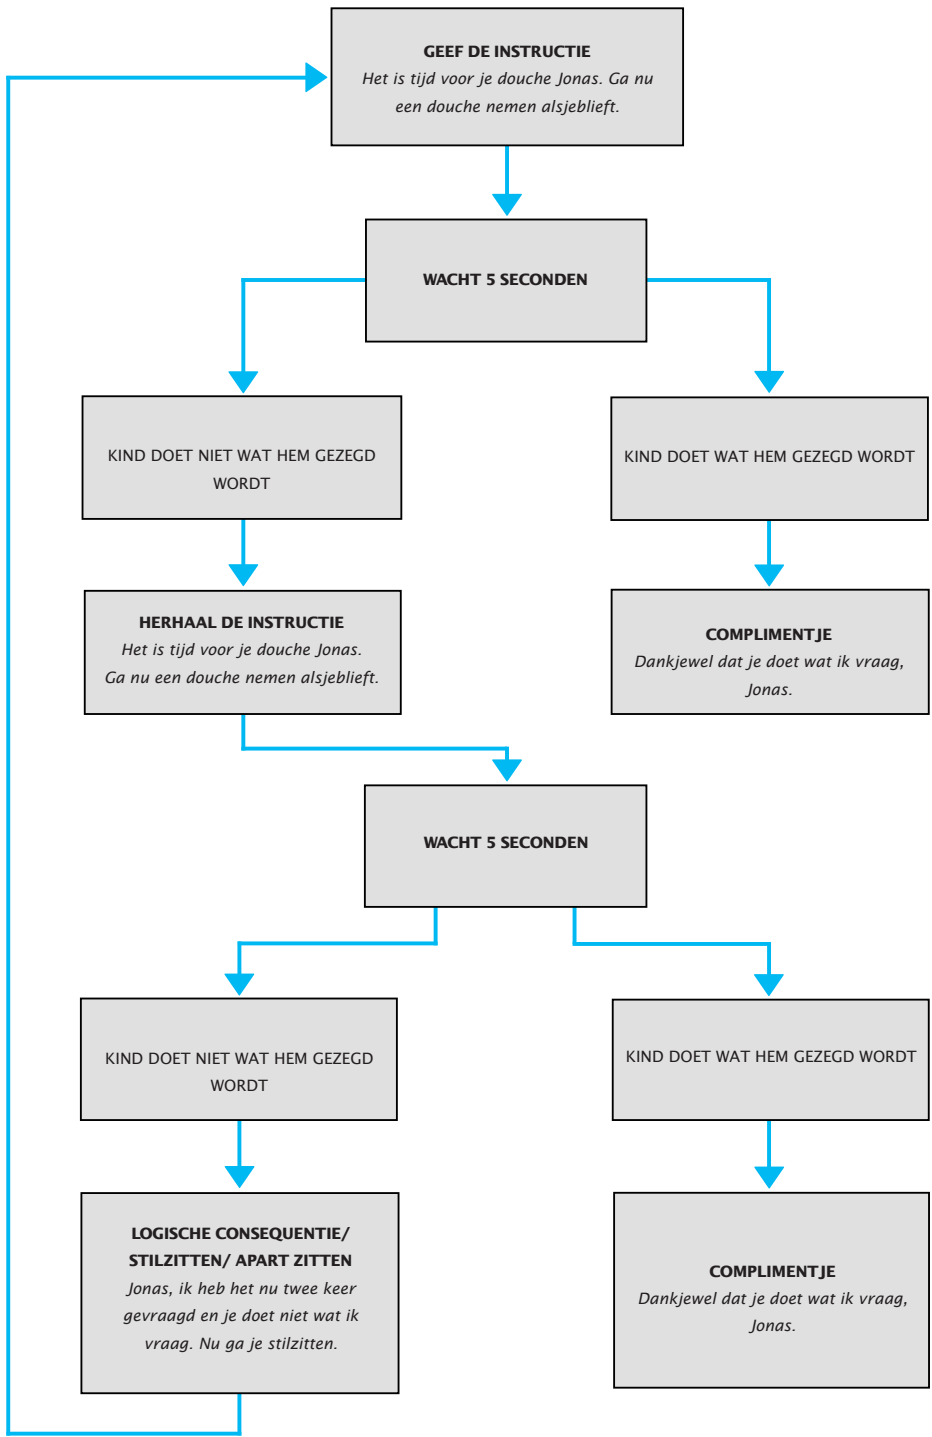 GEEF DE INSTRUCTIE
Het is tijd voor je douche Jonas. Ga nu
een douche nemen alsjeblieft.
WACHT 5 SECONDEN
KIND DOET NIET WAT HEM GEZEGD
WORDT
KIND DOET WAT HEM GEZEGD WORDT
HERHAAL DE INSTRUCTIE
Het is tijd voor je douche Jonas.
Ga nu een douche nemen alsjeblieft.
COMPLIMENTJE
Dankjewel dat je doet wat ik vraag,
Jonas.
WACHT 5 SECONDEN
KIND DOET NIET WAT HEM GEZEGD
WORDT
KIND DOET WAT HEM GEZEGD WORDT
LOGISCHE CONSEQUENTIE/
STILZITTEN/ APART ZITTEN
Jonas, ik heb het nu twee keer
gevraagd en je doet niet wat ik
vraag. Nu ga je stilzitten.
COMPLIMENTJE
Dankjewel dat je doet wat ik vraag,
Jonas.